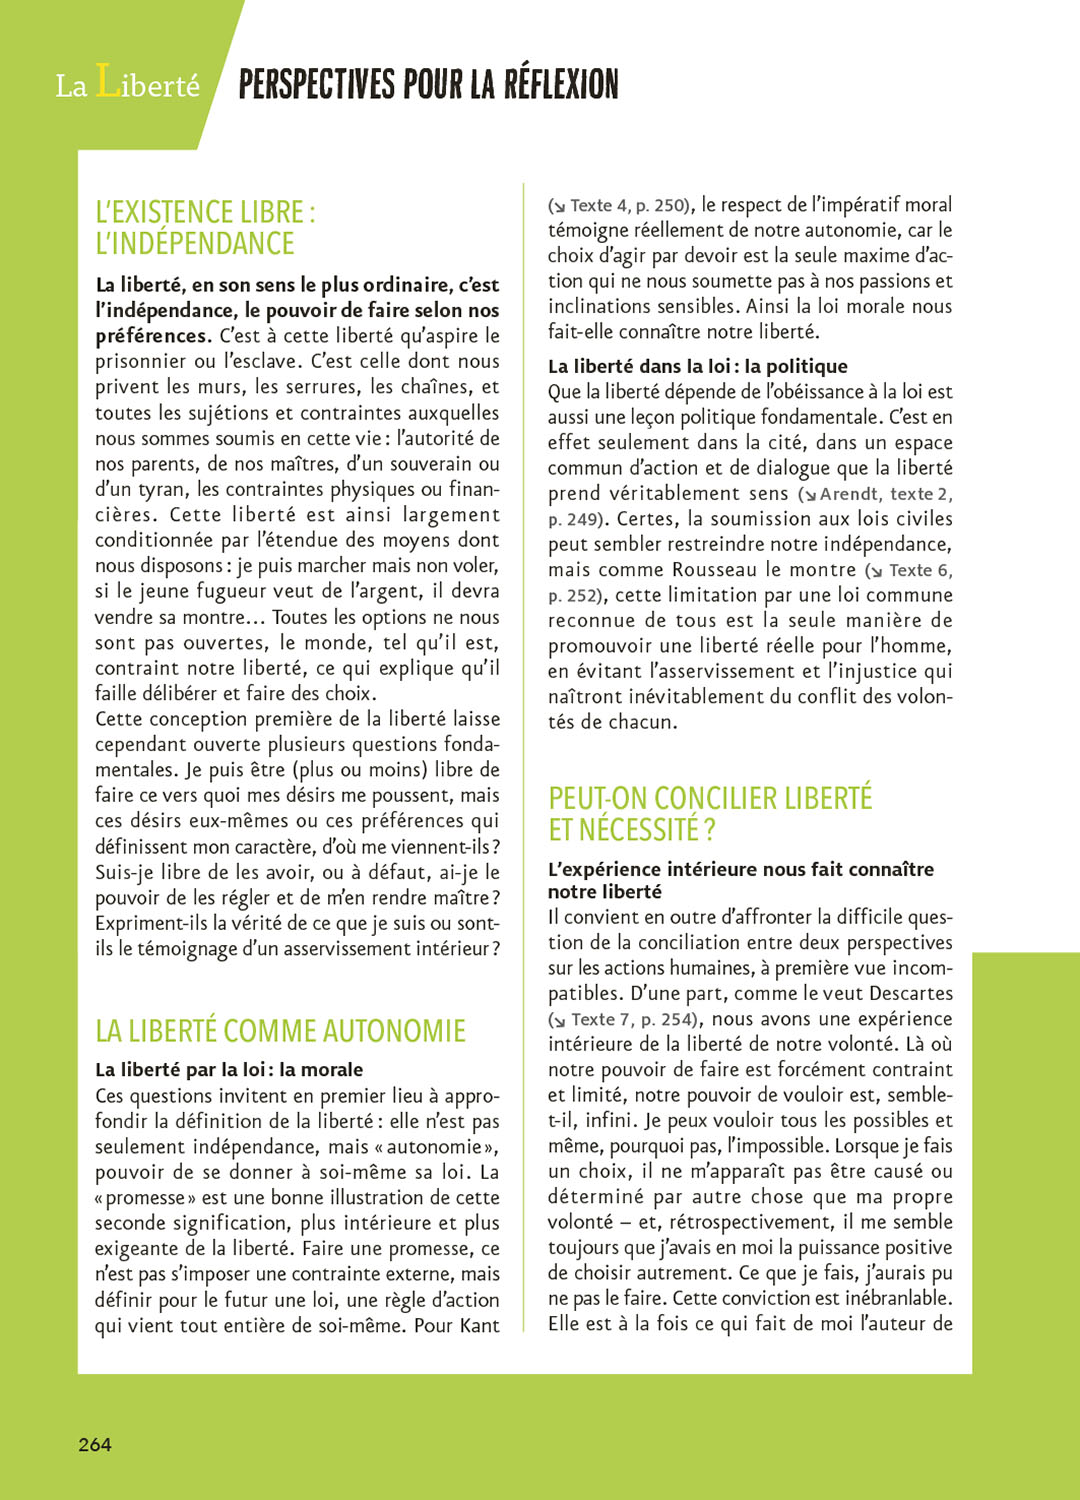 La Liberté
PERSPECTIVES POUR LA RÉFLEXION
L'EXISTENCE LIBRE :
L'INDÉPENDANCE
La liberté, en son sens le plus ordinaire, c'est
l'indépendance, le pouvoir de faire selon nos
préférences. C'est à cette liberté qu'aspire le
prisonnier ou l'esclave. C'est celle dont nous
privent les murs, les serrures, les chaînes, et
toutes les sujétions et contraintes auxquelles
nous sommes soumis en cette vie : l'autorité de
nos parents, de nos maîtres, d'un souverain ou
d'un tyran, les contraintes physiques ou finan-
cières. Cette liberté est ainsi largement
conditionnée par l'étendue des moyens dont
nous disposons : je puis marcher mais non voler,
si le jeune fugueur veut de l'argent, il devra
vendre sa montre... Toutes les options ne nous
sont pas ouvertes, le monde, tel qu'il est,
contraint notre liberté, ce qui explique qu'il
faille délibérer et faire des choix.
Cette conception première de la liberté laisse
cependant ouverte plusieurs questions fonda-
mentales. Je puis être (plus ou moins) libre de
faire ce vers quoi mes désirs me poussent, mais
ces désirs eux-mêmes ou ces préférences qui
définissent mon caractère, d'où me viennent-ils ?
Suis-je libre de les avoir, ou à défaut, ai-je le
pouvoir de les régler et de m'en rendre maître ?
Expriment-ils la vérité de ce que je suis ou sont-
ils le témoignage d'un asservissement intérieur ?
LA LIBERTÉ COMME AUTONOMIE
La liberté par la loi : la morale
Ces questions invitent en premier lieu à appro-
fondir la définition de la liberté : elle n'est pas
seulement indépendance, mais « autonomie »,
pouvoir de se donner à soi-même sa loi. La
« promesse » est une bonne illustration de cette
seconde signification, plus intérieure et plus
exigeante de la liberté. Faire une promesse, ce
n'est pas s'imposer une contrainte externe, mais
définir pour le futur une loi, une règle d'action
qui vient tout entière de soi-même. Pour Kant
(↘ Texte 4, p. 250), le respect de l'impératif moral
témoigne réellement de notre autonomie, car le
choix d'agir par devoir est la seule maxime d'ac-
tion qui ne nous soumette pas à nos passions et
inclinations sensibles. Ainsi la loi morale nous
fait-elle connaître notre liberté.
La liberté dans la loi : la politique
Que la liberté dépende de l'obéissance à la loi est
aussi une leçon politique fondamentale. C'est en
effet seulement dans la cité, dans un espace
commun d'action et de dialogue que la liberté
prend véritablement sens (↘ Arendt, texte 2,
p. 249). Certes, la soumission aux lois civiles
peut sembler restreindre notre indépendance,
mais comme Rousseau le montre (↘ Texte 6,
p. 252), cette limitation par une loi commune
reconnue de tous est la seule manière de
promouvoir une liberté réelle pour l'homme,
en évitant l'asservissement et l'injustice qui
naîtront inévitablement du conflit des volon-
tés de chacun.
PEUT-ON CONCILIER LIBERTÉ
ET NÉCESSITÉ ?
L'expérience intérieure nous fait connaître
notre liberté
Il convient en outre d'affronter la difficile ques-
tion de la conciliation entre deux perspectives
sur les actions humaines, à première vue incom-
patibles. D'une part, comme le veut Descartes
(↘ Texte 7, p. 254), nous avons une expérience
intérieure de la liberté de notre volonté. Là où
notre pouvoir de faire est forcément contraint
et limité, notre pouvoir de vouloir est, semble-
t-il, infini. Je peux vouloir tous les possibles et
même, pourquoi pas, l'impossible. Lorsque je fais
un choix, il ne m'apparaît pas être causé ou
déterminé par autre chose que ma propre
volonté – et, rétrospectivement, il me semble
toujours que j'avais en moi la puissance positive
de choisir autrement. Ce que je fais, j'aurais pu
ne pas le faire. Cette conviction est inébranlable.
Elle est à la fois ce qui fait de moi l'auteur de
264